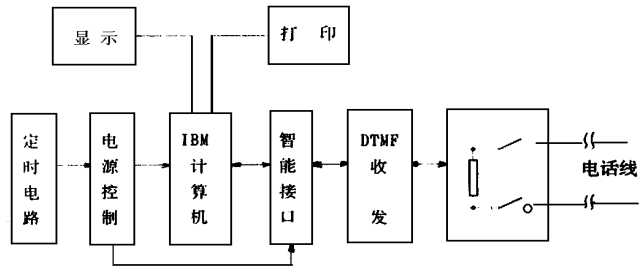 显示
打印
定时电路
电源控制
IBM计算机
智能接口
DTMF收发
电话线